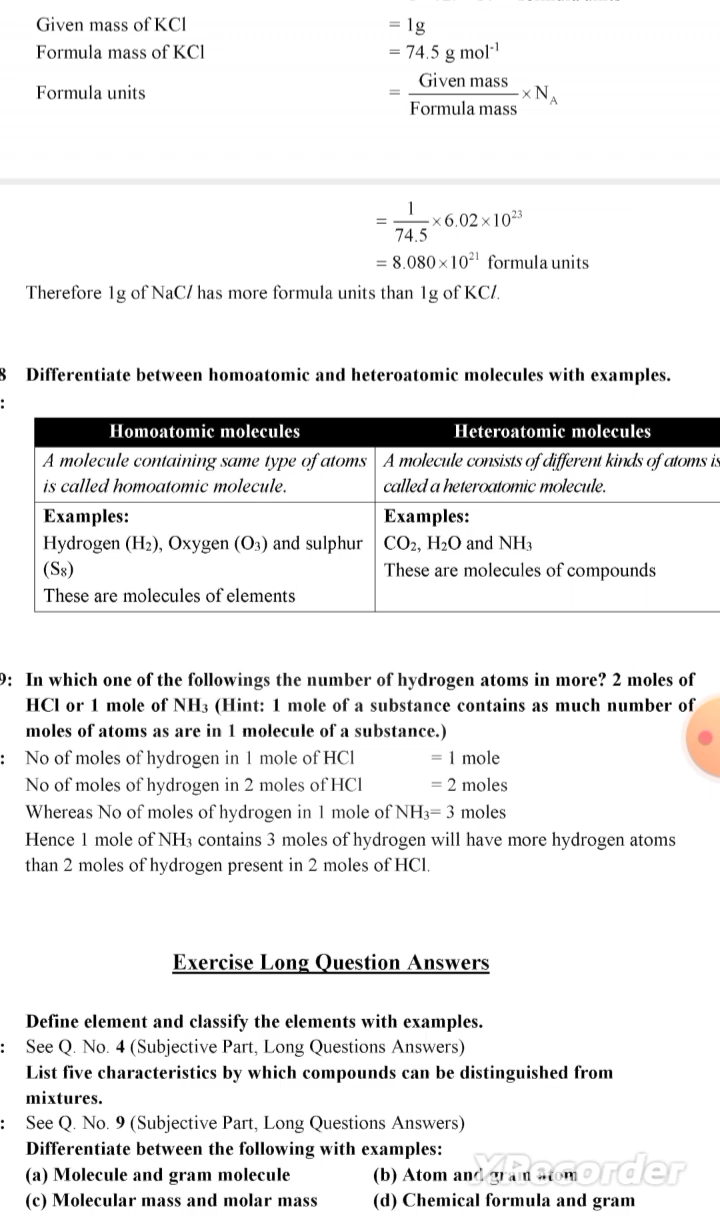 Given mass of KCl = 1g
Formula mass of KCl = 74.5 g mol⁻¹
Formula units = Given mass / Formula mass × N_A
= 1 / 74.5 × 6.02 × 10²³
= 8.080 × 10²¹ formula units
Therefore 1g of NaCl has more formula units than 1g of KCl.
8 Differentiate between homoatomic and heteroatomic molecules with examples.
:
Homoatomic molecules Heteroatomic molecules
A molecule containing same type of atoms A molecule consists of different kinds of atoms is
is called homoatomic molecule. called a heteroatomic molecule.
Examples: Examples:
Hydrogen (H₂), Oxygen (O₃) and sulphur CO₂, H₂O and NH₃
(S₈) These are molecules of compounds
These are molecules of elements
9: In which one of the followings the number of hydrogen atoms in more? 2 moles of
HCl or 1 mole of NH₃ (Hint: 1 mole of a substance contains as much number of
moles of atoms as are in 1 molecule of a substance.)
: No of moles of hydrogen in 1 mole of HCl = 1 mole
No of moles of hydrogen in 2 moles of HCl = 2 moles
Whereas No of moles of hydrogen in 1 mole of NH₃= 3 moles
Hence 1 mole of NH₃ contains 3 moles of hydrogen will have more hydrogen atoms
than 2 moles of hydrogen present in 2 moles of HCl.
Exercise Long Question Answers
Define element and classify the elements with examples.
: See Q. No. 4 (Subjective Part, Long Questions Answers)
List five characteristics by which compounds can be distinguished from
mixtures.
: See Q. No. 9 (Subjective Part, Long Questions Answers)
Differentiate between the following with examples:
(a) Molecule and gram molecule (b) Atom and gram atom
(c) Molecular mass and molar mass (d) Chemical formula and gram
XRecorder